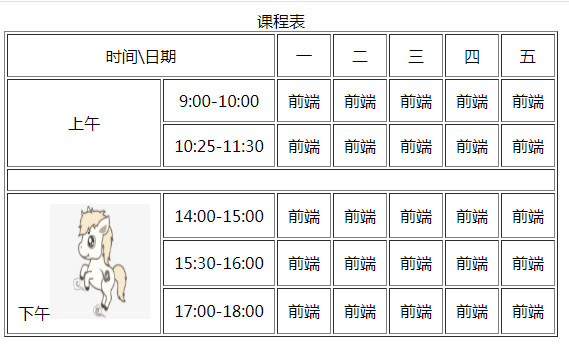 课程表
时间\日期 一 二 三 四 五
上午 9:00-10:00 前端 前端 前端 前端 前端
10:25-11:30 前端 前端 前端 前端 前端
下午 14:00-15:00 前端 前端 前端 前端 前端
15:30-16:00 前端 前端 前端 前端 前端
17:00-18:00 前端 前端 前端 前端 前端